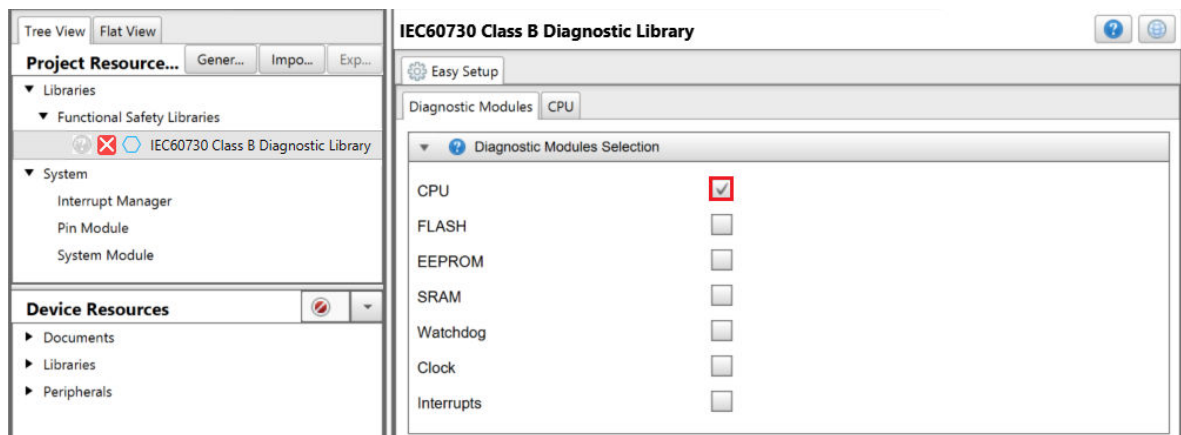 Tree View Flat View
Project Resource... Gener... Impo... Exp...
Libraries
Functional Safety Libraries
IEC60730 Class B Diagnostic Library
System
Interrupt Manager
Pin Module
System Module
Device Resources
Documents
Libraries
Peripherals
IEC60730 Class B Diagnostic Library
Easy Setup
Diagnostic Modules CPU
Diagnostic Modules Selection
CPU
FLASH
EEPROM
SRAM
Watchdog
Clock
Interrupts